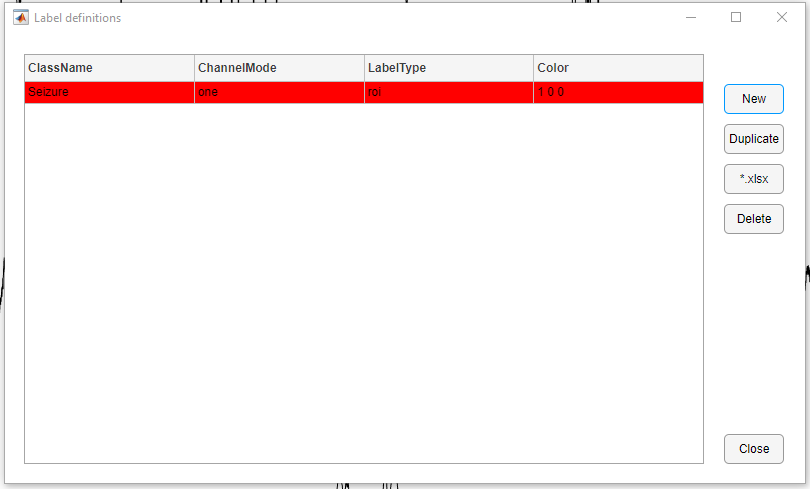 Label definitions
ClassName ChannelMode LabelType Color
Seizure one roi 1 0 0
New
Duplicate
*.xlsx
Delete
Close